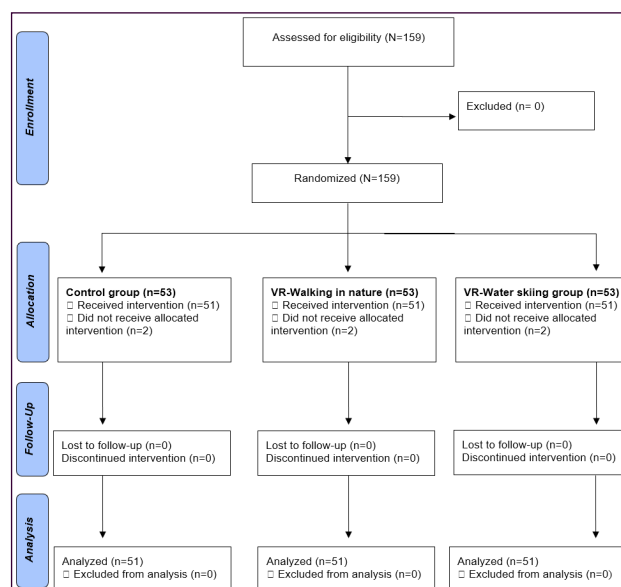 Enrollment
Assessed for eligibility (N=159)
Excluded (n= 0)
Randomized (N=159)
Allocation
Control group (n=53)
□ Received intervention (n=51)
□ Did not receive allocated
intervention (n=2)
VR-Walking in nature (n=53)
□ Received intervention (n=51)
□ Did not receive allocated
intervention (n=2)
VR-Water skiing group (n=53)
□ Received intervention (n=51)
□ Did not receive allocated
intervention (n=2)
Follow-Up
Lost to follow-up (n=0)
Discontinued intervention (n=0)
Lost to follow-up (n=0)
Discontinued intervention (n=0)
Lost to follow-up (n=0)
Discontinued intervention (n=0)
Analysis
Analyzed (n=51)
□ Excluded from analysis (n=0)
Analyzed (n=51)
□ Excluded from analysis (n=0)
Analyzed (n=51)
□ Excluded from analysis (n=0)